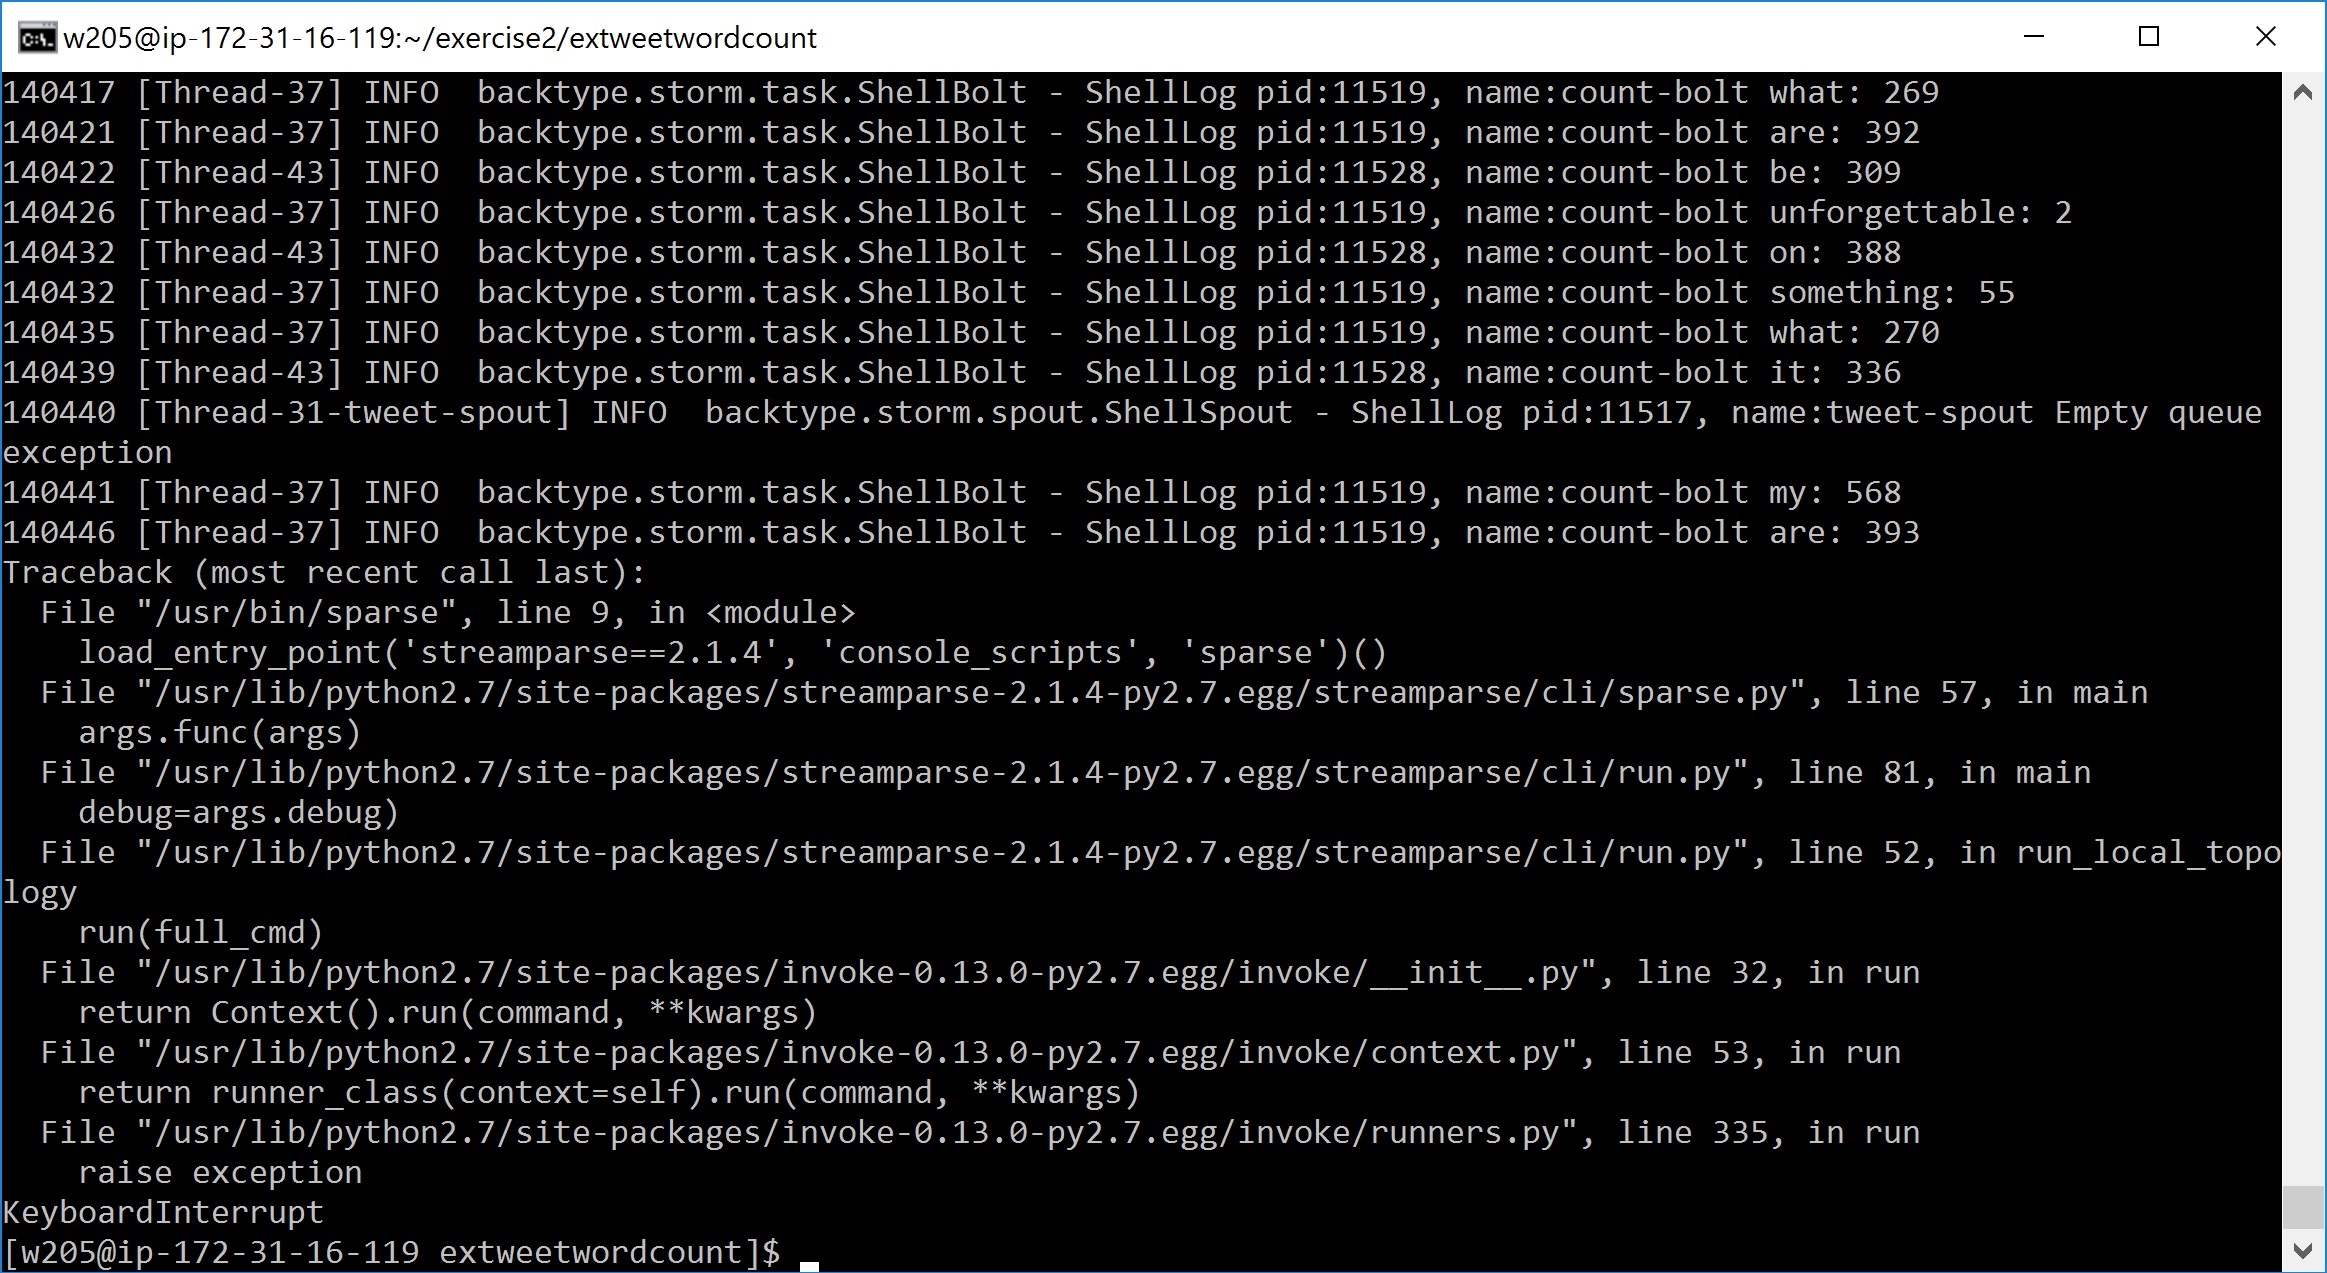 w205@ip-172-31-16-119:~/exercise2/extweetwordcount
140417 [Thread-37] INFO  backtype.storm.task.ShellBolt - ShellLog pid:11519, name:count-bolt what: 269
140421 [Thread-37] INFO  backtype.storm.task.ShellBolt - ShellLog pid:11519, name:count-bolt are: 392
140422 [Thread-43] INFO  backtype.storm.task.ShellBolt - ShellLog pid:11528, name:count-bolt be: 309
140426 [Thread-37] INFO  backtype.storm.task.ShellBolt - ShellLog pid:11519, name:count-bolt unforgettable: 2
140432 [Thread-43] INFO  backtype.storm.task.ShellBolt - ShellLog pid:11528, name:count-bolt on: 388
140432 [Thread-37] INFO  backtype.storm.task.ShellBolt - ShellLog pid:11519, name:count-bolt something: 55
140435 [Thread-37] INFO  backtype.storm.task.ShellBolt - ShellLog pid:11519, name:count-bolt what: 270
140439 [Thread-43] INFO  backtype.storm.task.ShellBolt - ShellLog pid:11528, name:count-bolt it: 336
140440 [Thread-31-tweet-spout] INFO  backtype.storm.spout.ShellSpout - ShellLog pid:11517, name:tweet-spout Empty queue
exception
140441 [Thread-37] INFO  backtype.storm.task.ShellBolt - ShellLog pid:11519, name:count-bolt my: 568
140446 [Thread-37] INFO  backtype.storm.task.ShellBolt - ShellLog pid:11519, name:count-bolt are: 393
Traceback (most recent call last):
  File "/usr/bin/sparse", line 9, in <module>
    load_entry_point('streamparse==2.1.4', 'console_scripts', 'sparse')()
  File "/usr/lib/python2.7/site-packages/streamparse-2.1.4-py2.7.egg/streamparse/cli/sparse.py", line 57, in main
    args.func(args)
  File "/usr/lib/python2.7/site-packages/streamparse-2.1.4-py2.7.egg/streamparse/cli/run.py", line 81, in main
    debug=args.debug)
  File "/usr/lib/python2.7/site-packages/streamparse-2.1.4-py2.7.egg/streamparse/cli/run.py", line 52, in run_local_topo
logy
    run(full_cmd)
  File "/usr/lib/python2.7/site-packages/invoke-0.13.0-py2.7.egg/invoke/__init__.py", line 32, in run
    return Context().run(command, **kwargs)
  File "/usr/lib/python2.7/site-packages/invoke-0.13.0-py2.7.egg/invoke/context.py", line 53, in run
    return runner_class(context=self).run(command, **kwargs)
  File "/usr/lib/python2.7/site-packages/invoke-0.13.0-py2.7.egg/invoke/runners.py", line 335, in run
    raise exception
KeyboardInterrupt
[w205@ip-172-31-16-119 extweetwordcount]$